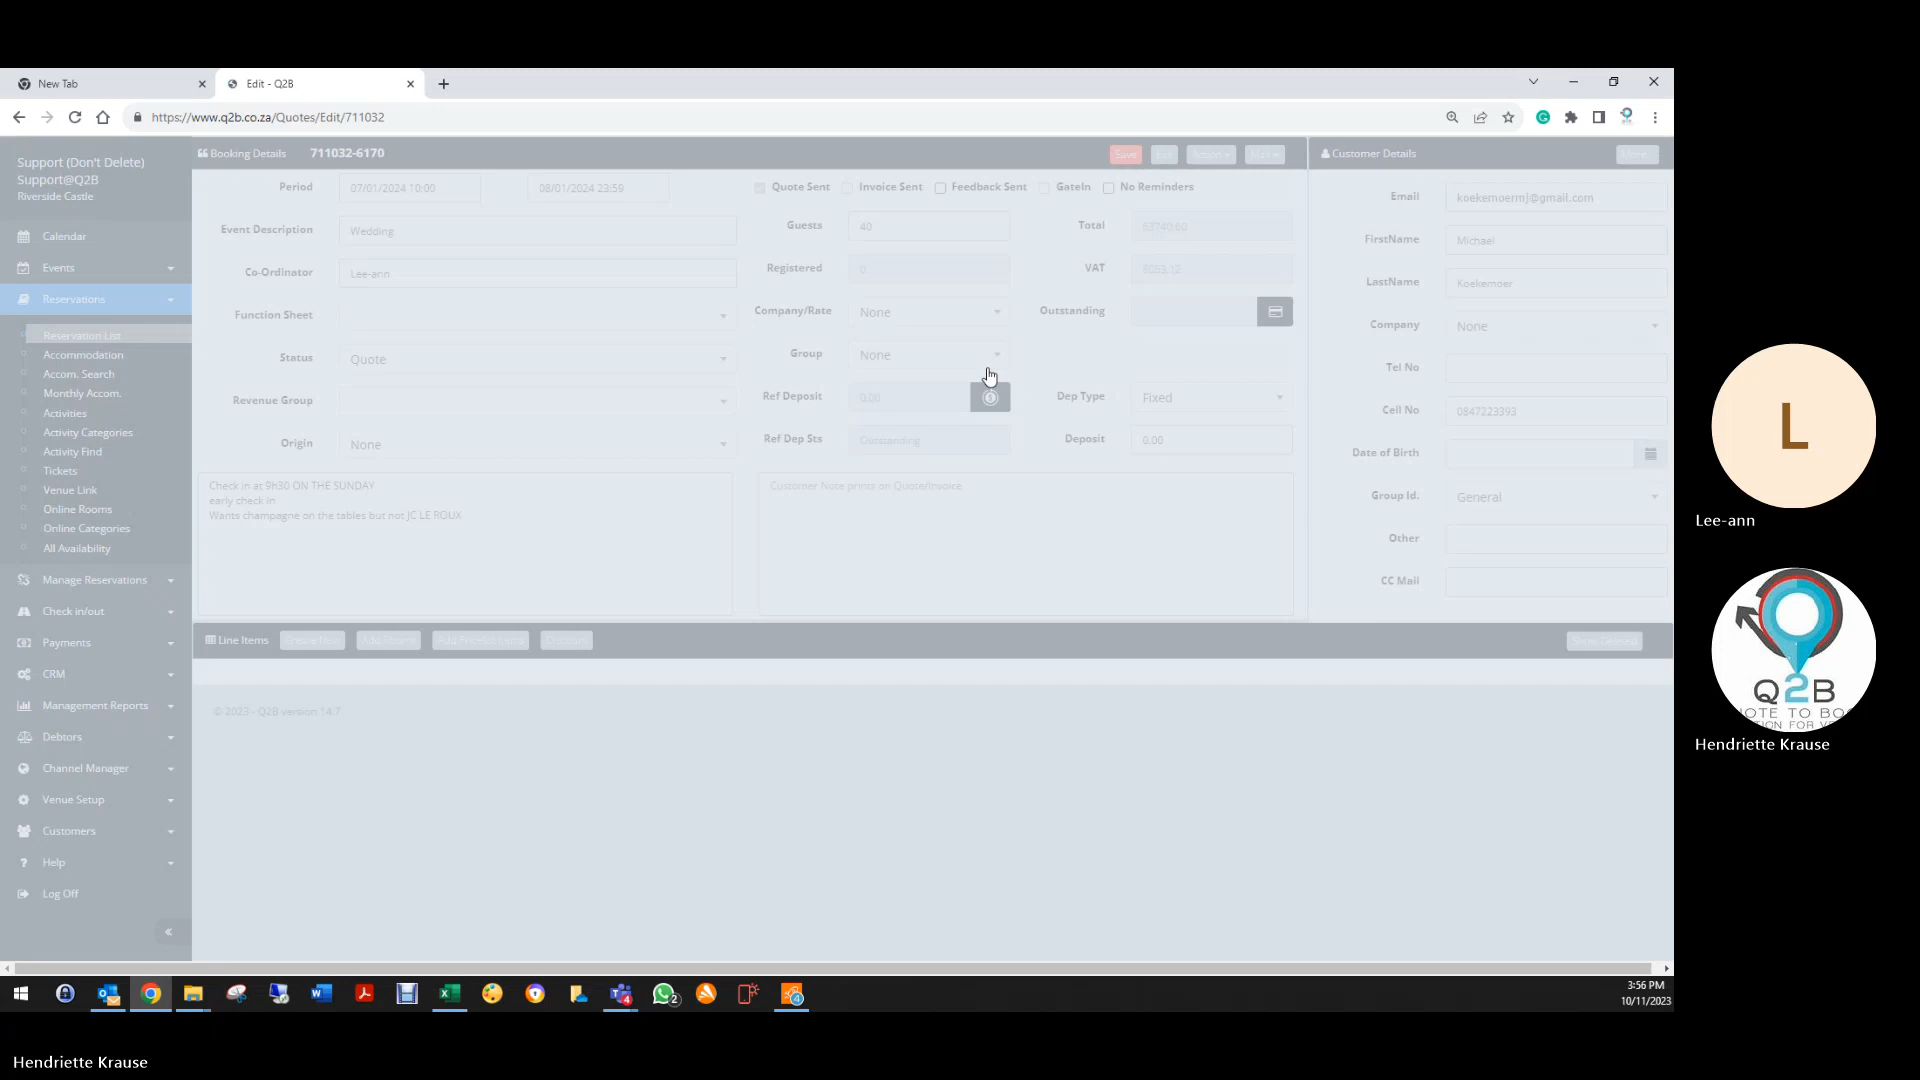 New Tab
Edit - Q2B
https://www.q2b.co.za/Quotes/Edit/711032
Support (Don't Delete)
Support@Q2B
Riverside Castle
Calendar
Events
Reservations
Reservation List
Accommodation
Accom. Search
Monthly Accom.
Activities
Activity Categories
Activity Find
Tickets
Venue Link
Online Rooms
Online Categories
All Availability
Manage Reservations
Check in/out
Payments
CRM
Management Reports
Debtors
Channel Manager
Venue Setup
Customers
Help
Log Off
Booking Details 711032-6170
Save
Period 07/01/2024 10:00 08/01/2024 23:59
Event Description Wedding
Co-Ordinator Lee-ann
Function Sheet
Status Quote
Revenue Group
Origin None
Quote Sent Invoice Sent Feedback Sent GateIn No Reminders
Guests 40 Total
Registered 0 VAT
Company/Rate None Outstanding
Group None
Ref Deposit 0.00 Dep Type Fixed
Ref Dep Sts Outstanding Deposit 0.00
Check in at 9h30 ON THE SUNDAY
early check in
Wants champagne on the tables but not JC LE ROUX
Customer Note prints on Quote/Invoice
Customer Details
Email koekemoermj@gmail.com
FirstName Michael
LastName Koekemoer
Company None
Tel No
Cell No 0847223393
Date of Birth
Group Id. General
Other
CC Mail
Line Items Create New Add Rooms Discount
Show Deleted
© 2023 - Q2B version 14.7
3:56 PM
10/11/2023
L
Lee-ann
Q2B
Hendriette Krause
Hendriette Krause